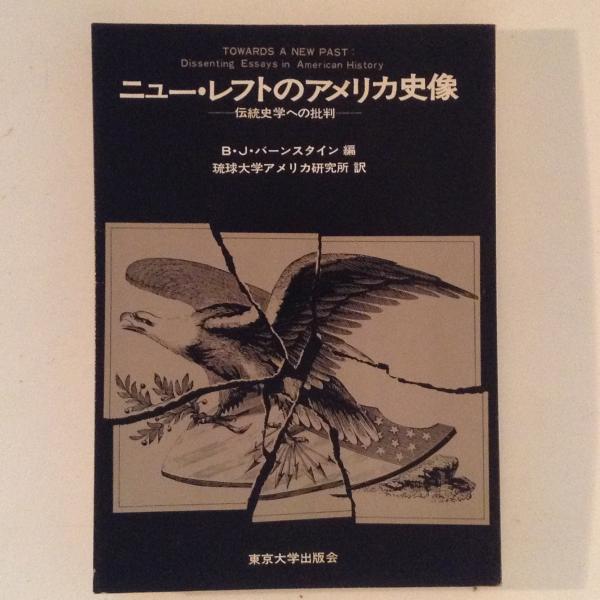 TOWARDS A NEW PAST:
Dissenting Essays in American History
ニュー・レフトのアメリカ史像
——伝統史学への批判——
B・J・バーンスタイン 編
琉球大学アメリカ研究所 訳
東京大学出版会